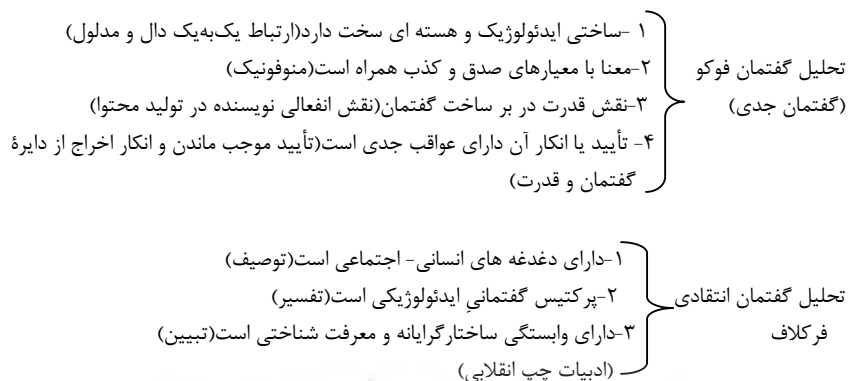 ۱ -ساختی ایدئولوژیک و هسته ای سخت دارد(ارتباط یک‌به‌یک دال و مدلول)
تحلیل گفتمان فوکو
۲-معنا با معیارهای صدق و کذب همراه است(منوفونیک)
(گفتمان جدی)
۳-نقش قدرت در بر ساخت گفتمان(نقش انفعالی نویسنده در تولید محتوا)
۴- تأیید یا انکار آن دارای عواقب جدی است(تأیید موجب ماندن و انکار اخراج از دایرۀ
گفتمان و قدرت)
۱-دارای دغدغه های انسانی- اجتماعی است(توصیف)
تحلیل گفتمان انتقادی
۲-پرکتیس گفتمانیِ ایدئولوژیکی است(تفسیر)
فرکلاف
۳-دارای وابستگی ساختارگرایانه و معرفت شناختی است(تبیین)
(ادبیات چپ انقلابی)